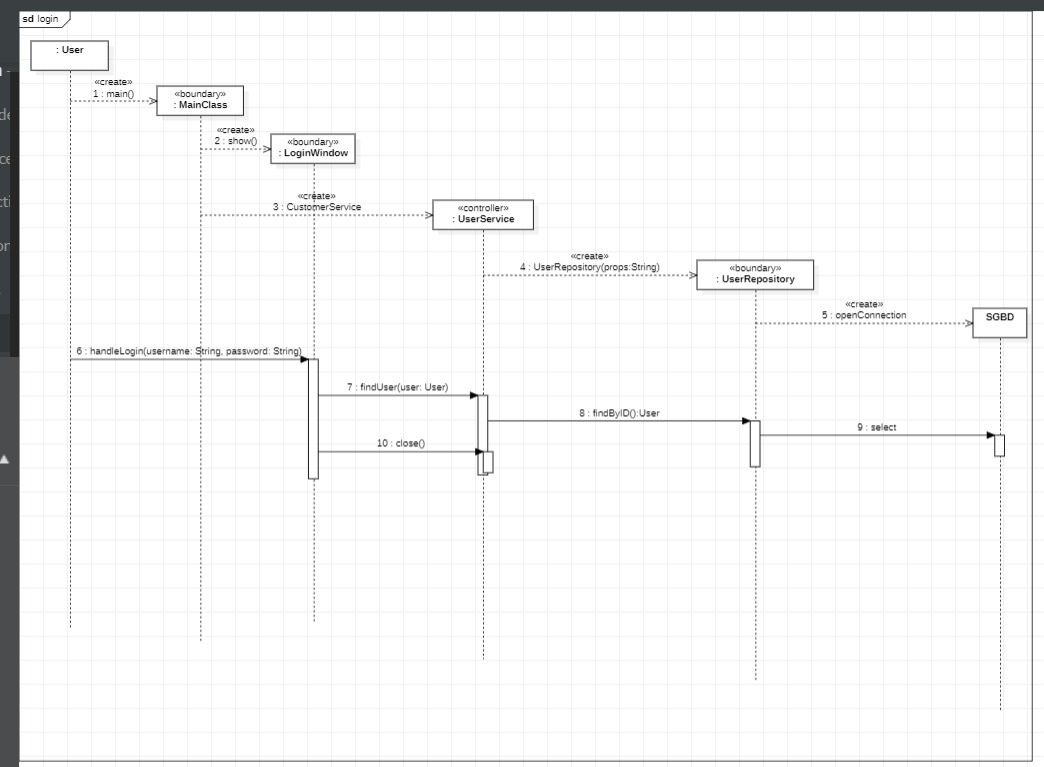 sd login
: User
«create»
1 : main()
«boundary»
: MainClass
«create»
2 : show()
«boundary»
: LoginWindow
«create»
3 : CustomerService
«controller»
: UserService
«create»
4 : UserRepository(props:String)
«boundary»
: UserRepository
«create»
5 : openConnection
SGBD
6 : handleLogin(username: String, password: String)
7 : findUser(user: User)
8 : findByID():User
9 : select
10 : close()